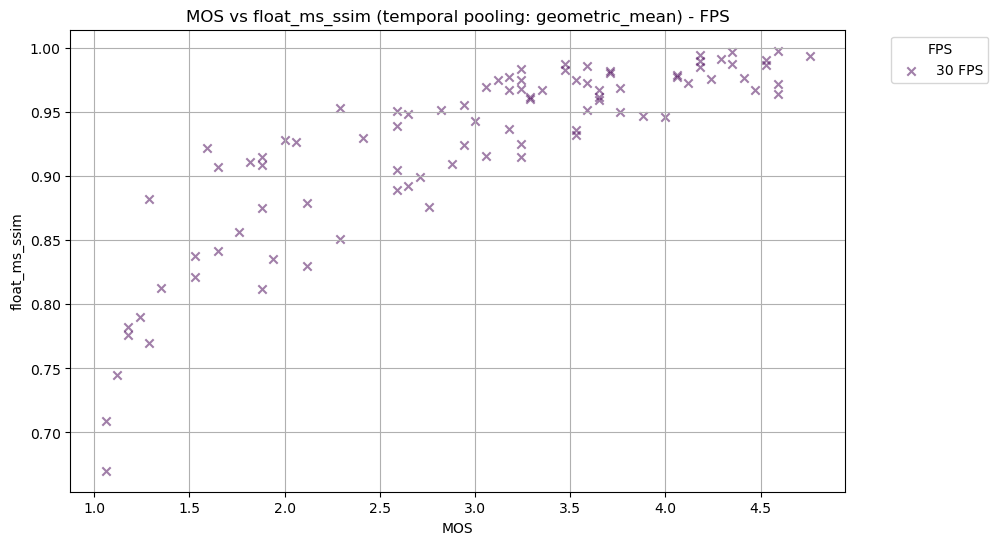 MOS vs float_ms_ssim (temporal pooling: geometric_mean) - FPS
FPS
30 FPS
float_ms_ssim
1.00
0.95
0.90
0.85
0.80
0.75
0.70
1.0 1.5 2.0 2.5 3.0 3.5 4.0 4.5
MOS